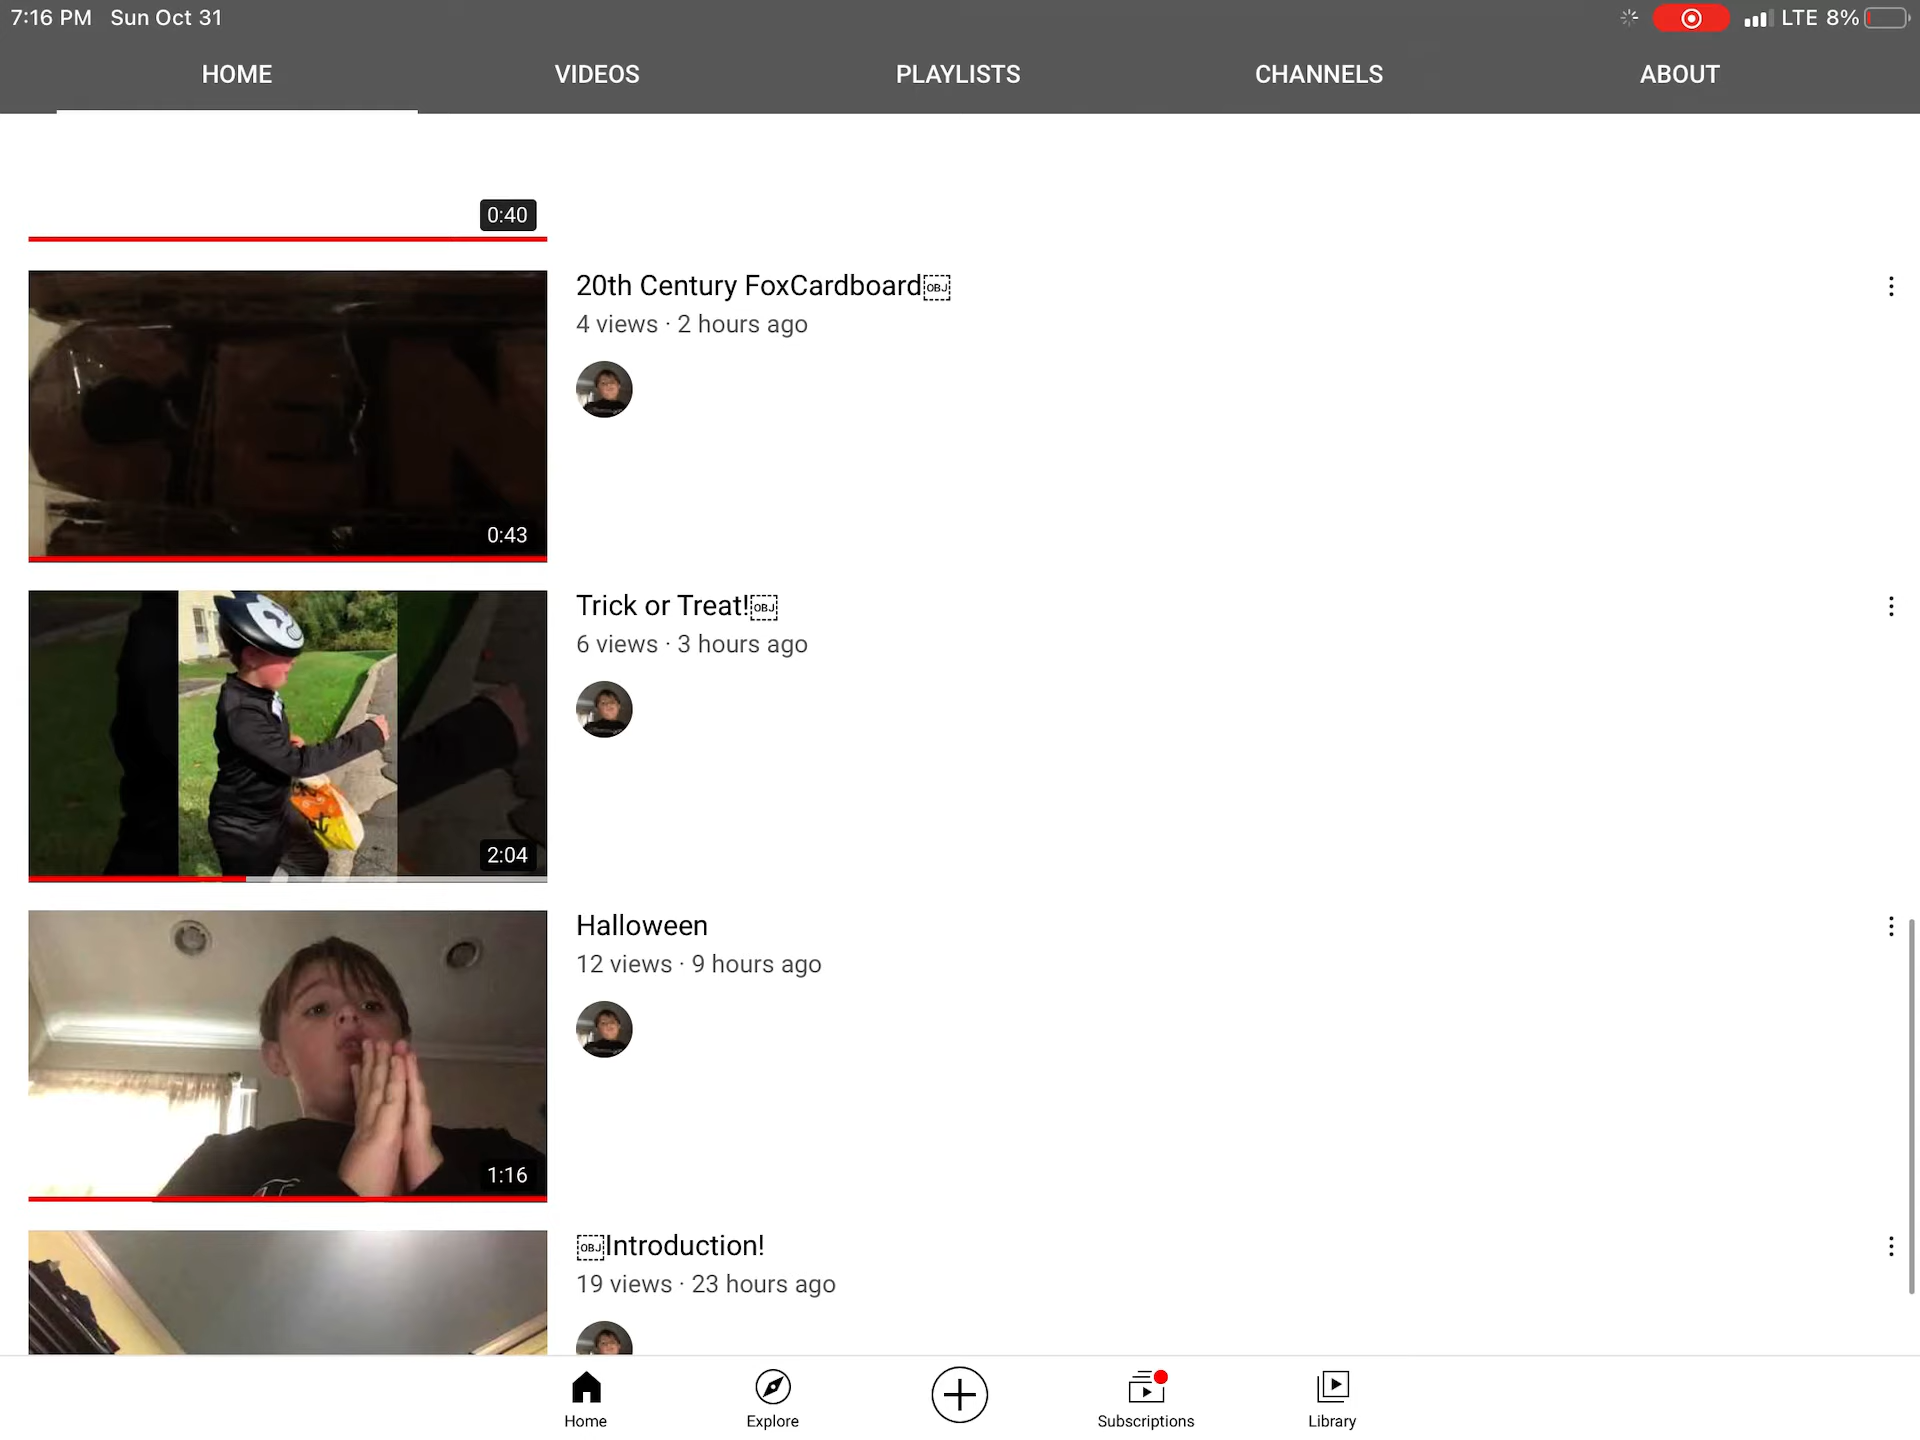 7:16 PM Sun Oct 31 LTE 8%
HOME VIDEOS PLAYLISTS CHANNELS ABOUT
0:40
20th Century FoxCardboard￼
4 views · 2 hours ago
0:43
Trick or Treat!￼
6 views · 3 hours ago
2:04
Halloween
12 views · 9 hours ago
1:16
￼Introduction!
19 views · 23 hours ago
Home Explore Subscriptions Library